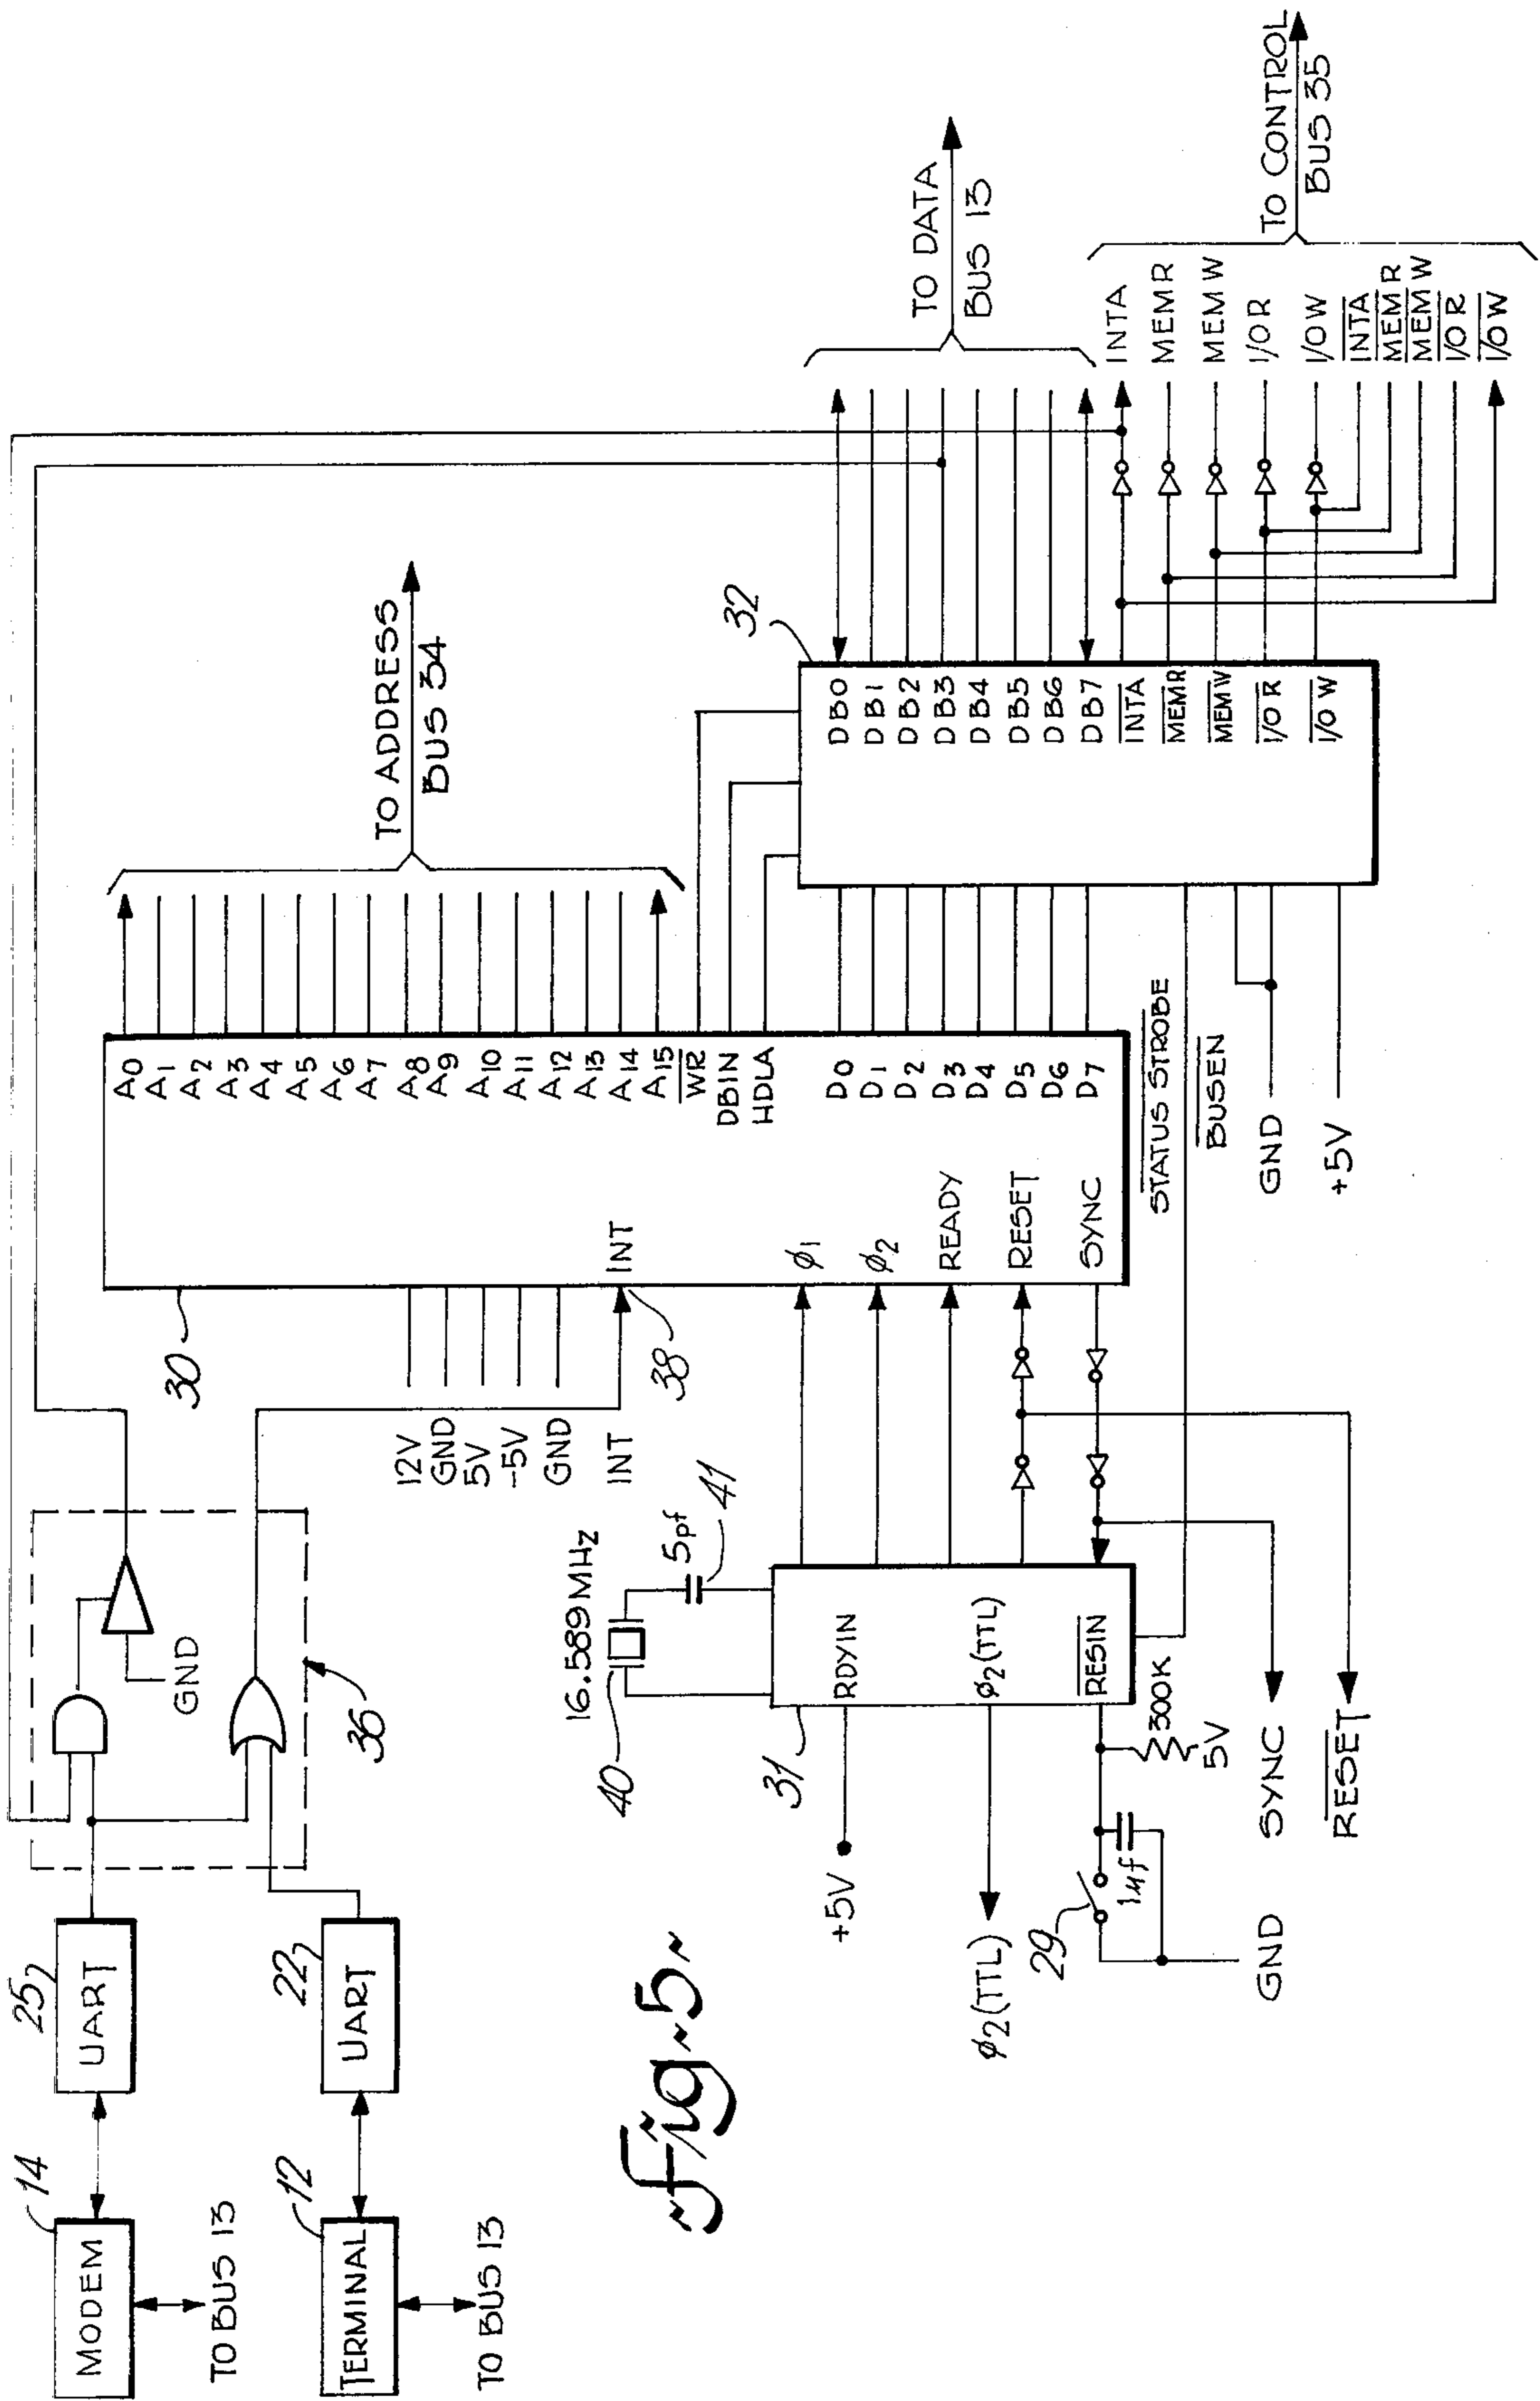 MODEM
14
TO BUS 13
UART
25
TERMINAL
12
TO BUS 13
UART
22
GND
36
12V
GND
5V
-5V
GND
INT
30
INT
38
A0
A1
A2
A3
A4
A5
A6
A7
A8
A9
A10
A11
A12
A13
A14
A15
WR
DBIN
HDLA
D0
D1
D2
D3
D4
D5
D6
D7
φ1
φ2
READY
RESET
SYNC
TO ADDRESS
BUS 34
16.589MHz
40
5pf
41
31
RDYIN
φ2(TTL)
RESIN
+5V
φ2(TTL)
29
1µf
300K
5V
GND
SYNC
RESET
STATUS STROBE
BUSEN
GND
+5V
32
DB0
DB1
DB2
DB3
DB4
DB5
DB6
DB7
INTA
MEMR
MEMW
I/OR
I/OW
TO DATA
BUS 13
INTA
MEMR
MEMW
I/OR
I/OW
INTA
MEMR
MEMW
I/OR
I/OW
TO CONTROL
BUS 35
Fig. 5.